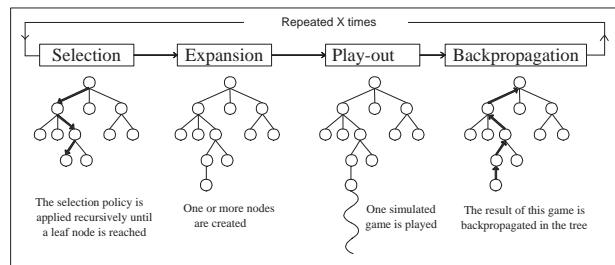 Repeated X times
Selection
Expansion
Play-out
Backpropagation
The selection policy is
applied recursively until
a leaf node is reached
One or more nodes
are created
One simulated
game is played
The result of this game is
backpropagated in the tree